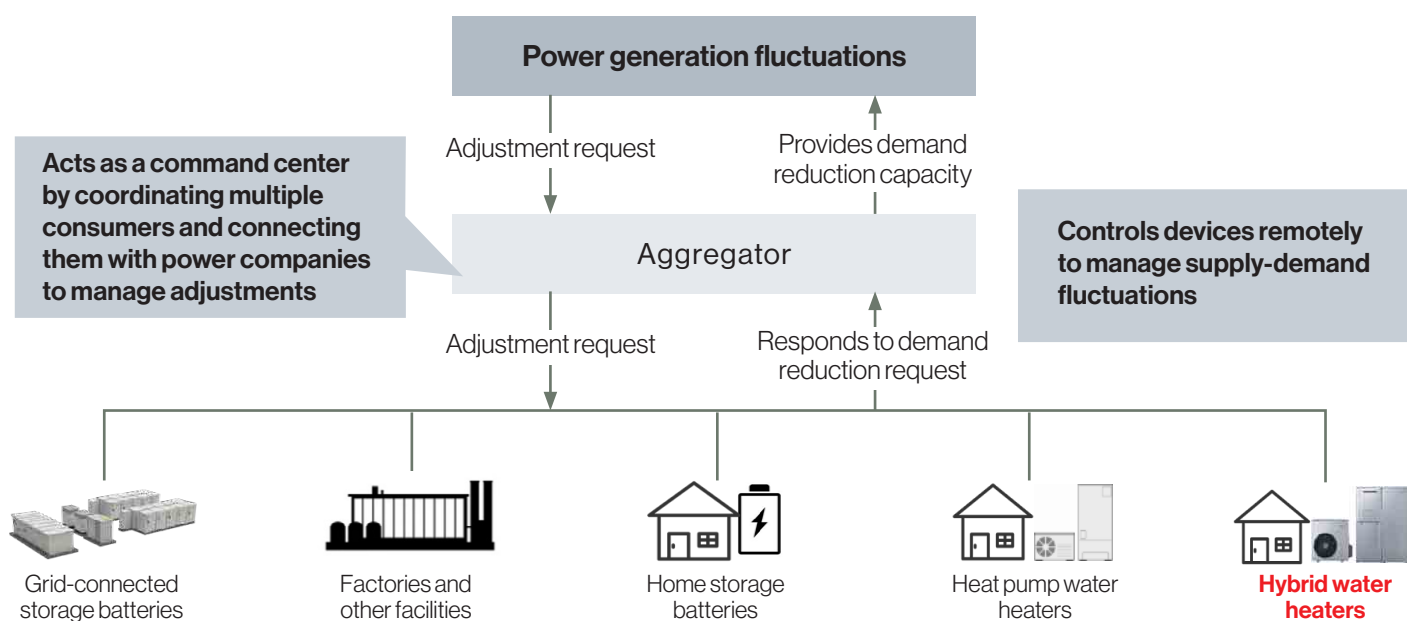 Power generation fluctuations
Acts as a command center
by coordinating multiple
consumers and connecting
them with power companies
to manage adjustments
Adjustment request
Provides demand
reduction capacity
Aggregator
Controls devices remotely
to manage supply-demand
fluctuations
Adjustment request
Responds to demand
reduction request
Grid-connected
storage batteries
Factories and
other facilities
Home storage
batteries
Heat pump water
heaters
Hybrid water
heaters